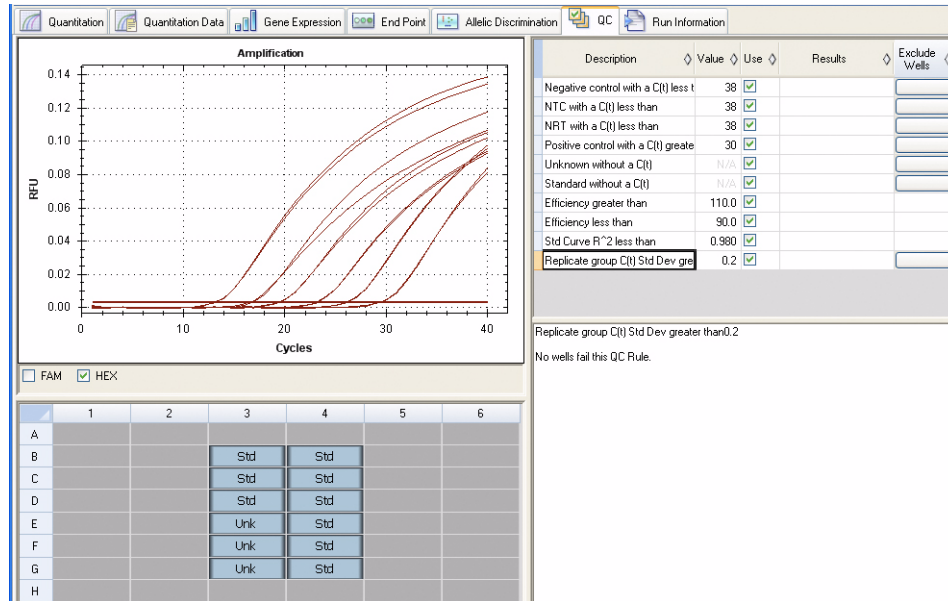 Quantitation Quantitation Data Gene Expression End Point Allelic Discrimination QC Run Information
Amplification
0.14
0.12
0.10
0.08
0.06
0.04
0.02
0.00
RFU
0 10 20 30 40
Cycles
FAM HEX
1 2 3 4 5 6
A
B Std Std
C Std Std
D Std Std
E Unk Std
F Unk Std
G Unk Std
H
Description Value Use Results Exclude Wells
Negative control with a C(t) less t 38
NTC with a C(t) less than 38
NRT with a C(t) less than 38
Positive control with a C(t) greate 30
Unknown without a C(t) N/A
Standard without a C(t) N/A
Efficiency greater than 110.0
Efficiency less than 90.0
Std Curve R^2 less than 0.980
Replicate group C(t) Std Dev gre 0.2
Replicate group C(t) Std Dev greater than0.2
No wells fail this QC Rule.